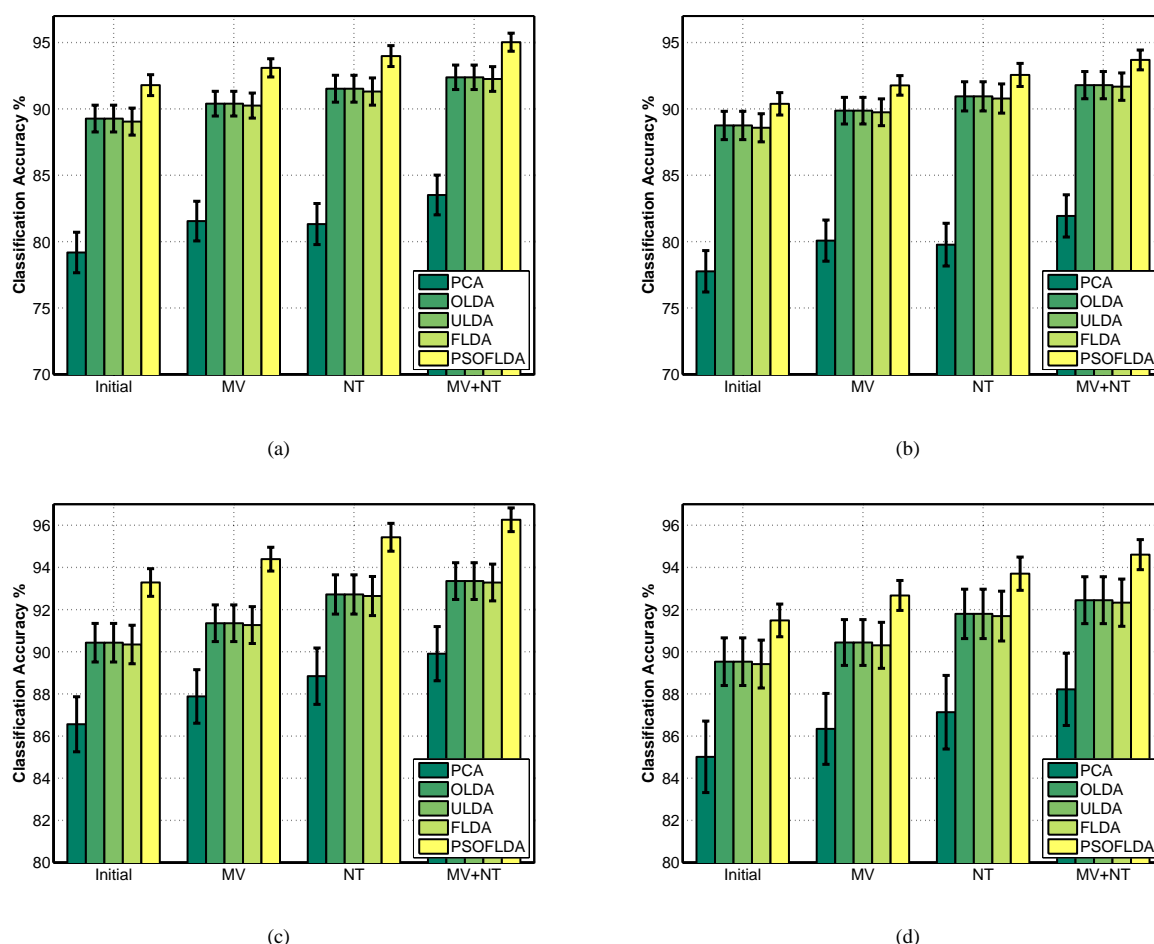 Classification Accuracy %
95
90
85
80
75
70
Initial
MV
NT
MV+NT
PCA
OLDA
ULDA
FLDA
PSOFLDA
(a)
Classification Accuracy %
95
90
85
80
75
70
Initial
MV
NT
MV+NT
PCA
OLDA
ULDA
FLDA
PSOFLDA
(b)
Classification Accuracy %
96
94
92
90
88
86
84
82
80
Initial
MV
NT
MV+NT
PCA
OLDA
ULDA
FLDA
PSOFLDA
(c)
Classification Accuracy %
96
94
92
90
88
86
84
82
80
Initial
MV
NT
MV+NT
PCA
OLDA
ULDA
FLDA
PSOFLDA
(d)